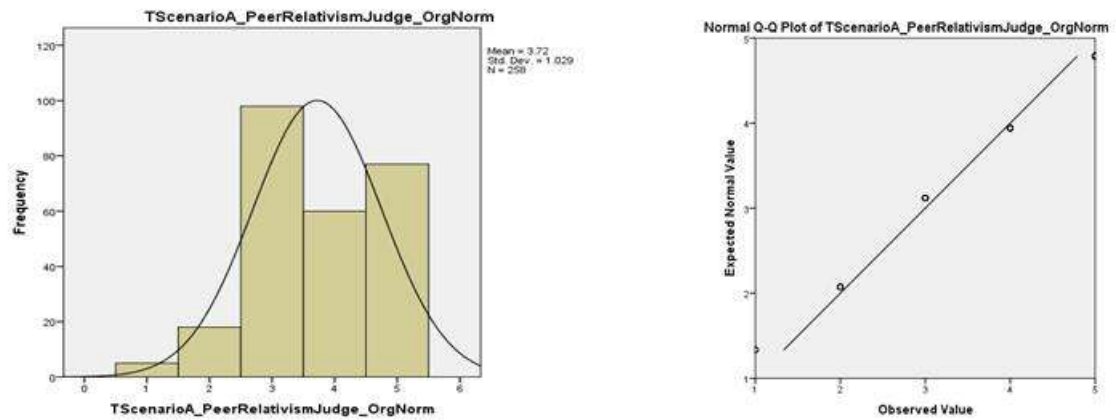 TScenarioA_PeerRelativismJudge_OrgNorm
Mean = 3.72
Std. Dev. = 1.029
N = 258
120
100
80
60
40
20
0
Frequency
0 1 2 3 4 5 6
TScenarioA_PeerRelativismJudge_OrgNorm
Normal Q-Q Plot of TScenarioA_PeerRelativismJudge_OrgNorm
5
4
3
2
1
Expected Normal Value
1 2 3 4 5
Observed Value